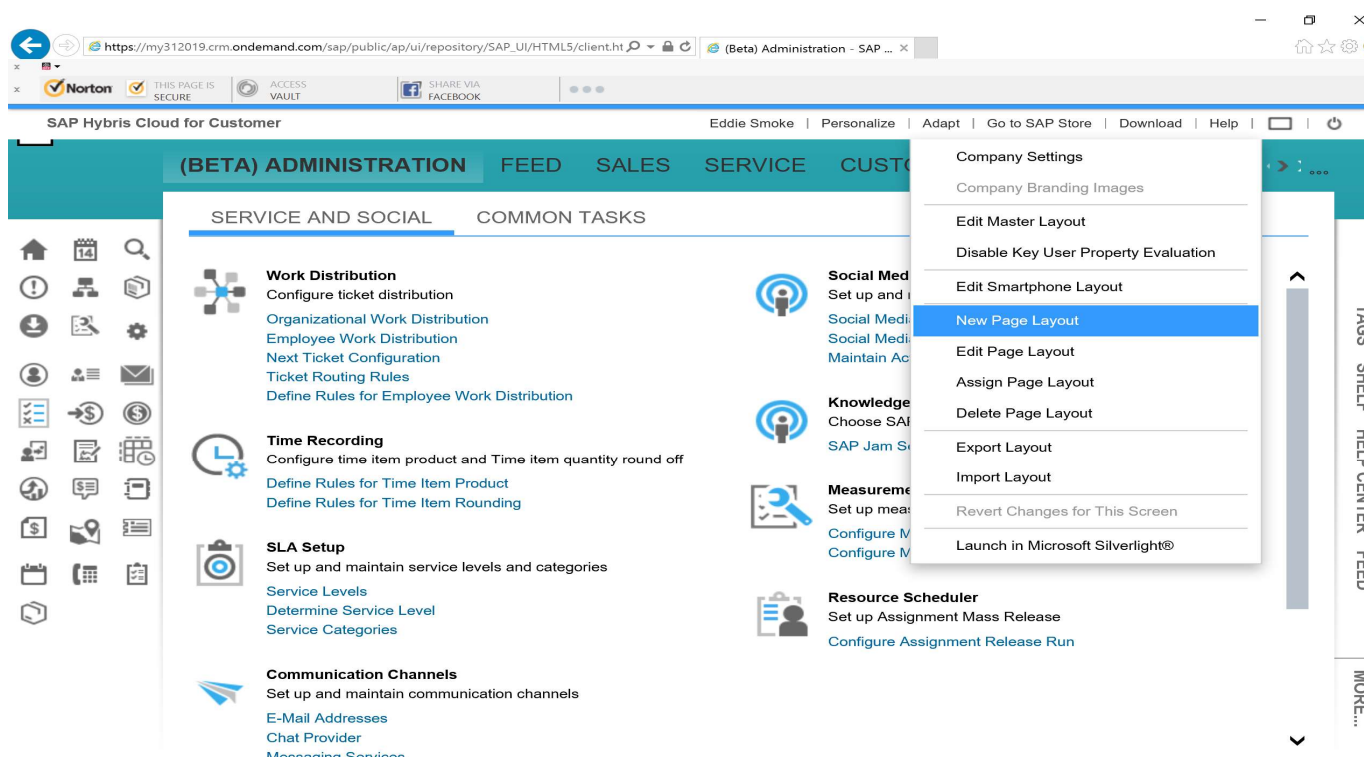 https://my312019.crm.ondemand.com/sap/public/ap/ui/repository/SAP_UI/HTML5/client.ht
(Beta) Administration - SAP ...
Norton
THIS PAGE IS
SECURE
ACCESS
VAULT
SHARE VIA
FACEBOOK
SAP Hybris Cloud for Customer
Eddie Smoke | Personalize | Adapt | Go to SAP Store | Download | Help |
(BETA) ADMINISTRATION FEED SALES SERVICE CUSTO
SERVICE AND SOCIAL COMMON TASKS
14
Work Distribution
Configure ticket distribution
Organizational Work Distribution
Employee Work Distribution
Next Ticket Configuration
Ticket Routing Rules
Define Rules for Employee Work Distribution
Time Recording
Configure time item product and Time item quantity round off
Define Rules for Time Item Product
Define Rules for Time Item Rounding
SLA Setup
Set up and maintain service levels and categories
Service Levels
Determine Service Level
Service Categories
Communication Channels
Set up and maintain communication channels
E-Mail Addresses
Chat Provider
Messaging Services
Social Med
Set up and
Social Medi
Social Medi
Maintain Ac
Knowledge
Choose SAP
SAP Jam S
Measureme
Set up meas
Configure M
Configure M
Resource Scheduler
Set up Assignment Mass Release
Configure Assignment Release Run
Company Settings
Company Branding Images
Edit Master Layout
Disable Key User Property Evaluation
Edit Smartphone Layout
New Page Layout
Edit Page Layout
Assign Page Layout
Delete Page Layout
Export Layout
Import Layout
Revert Changes for This Screen
Launch in Microsoft Silverlight®
TAGS
SHELF
HELP CENTER
FEED
MORE...